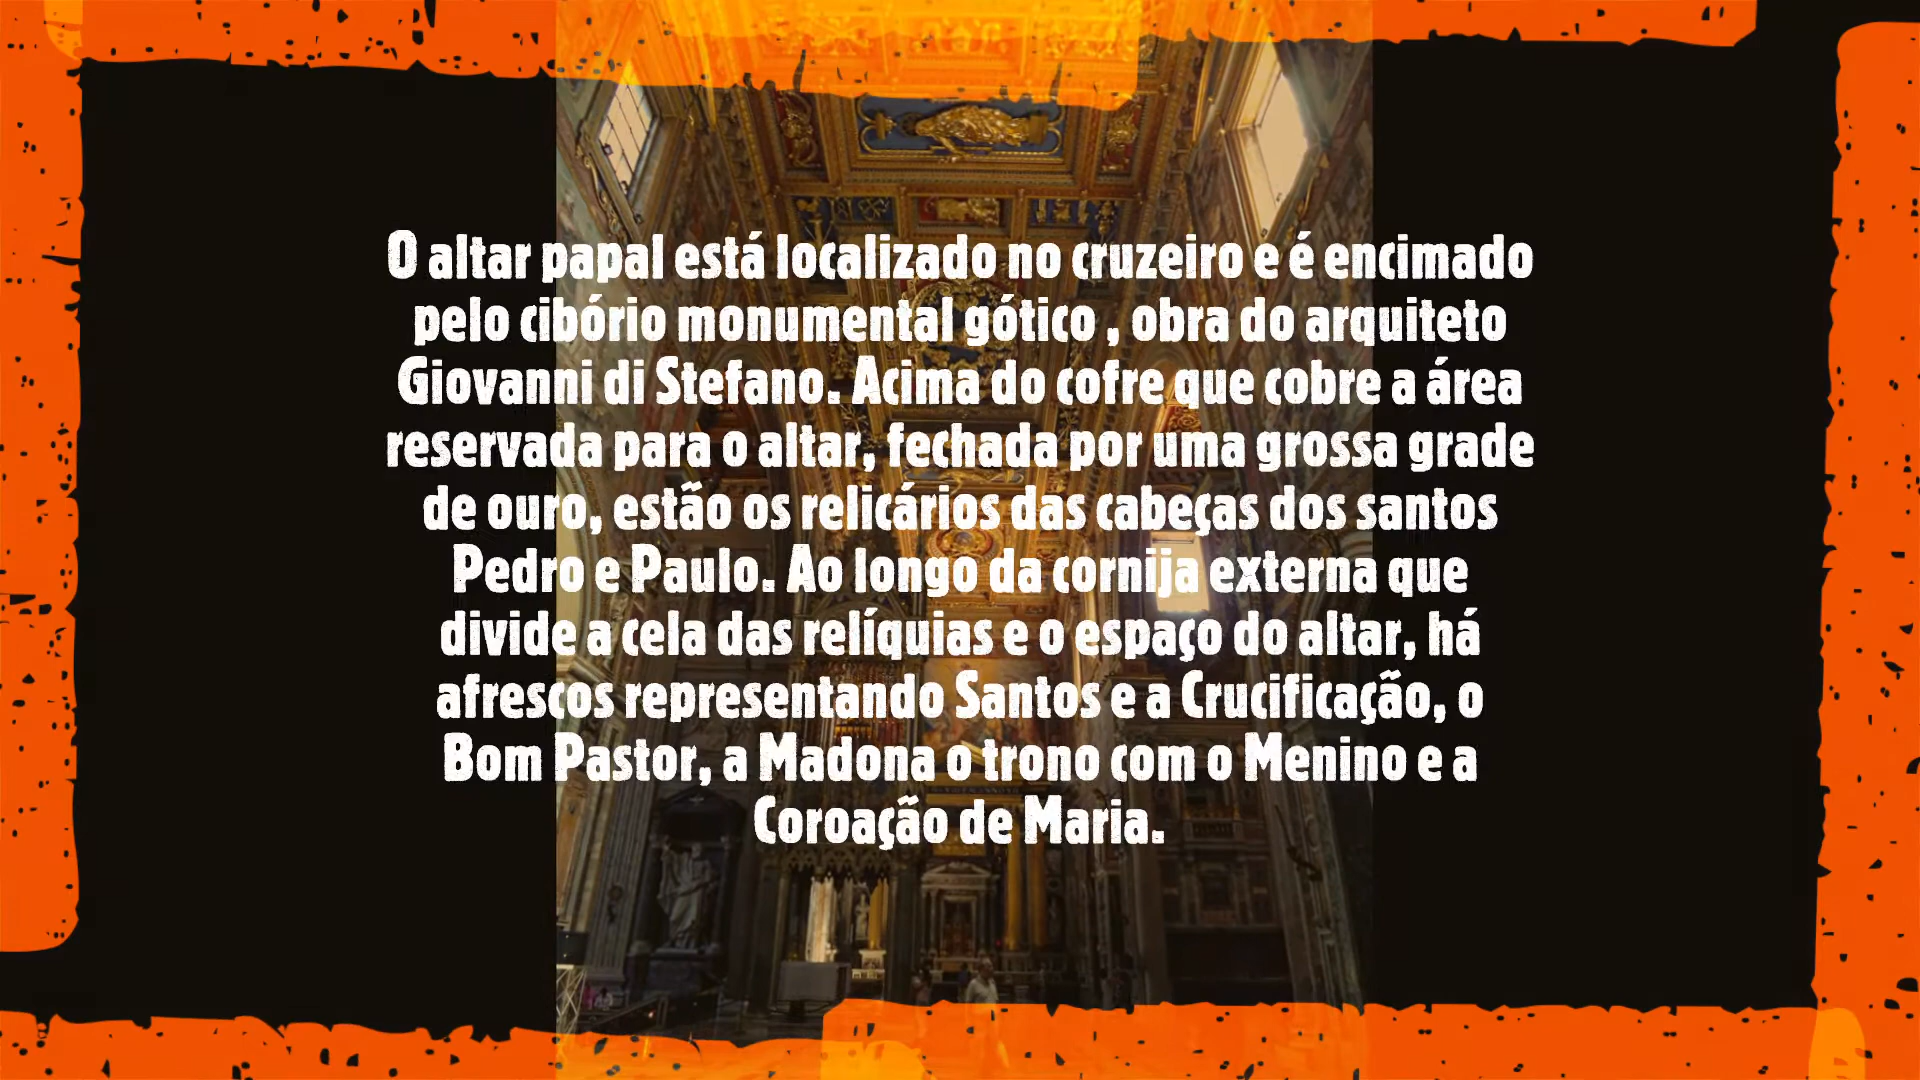 O altar papal está localizado no cruzeiro e é encimado
pelo cibório monumental gótico , obra do arquiteto
Giovanni di Stefano. Acima do cofre que cobre a área
reservada para o altar, fechada por uma grossa grade
de ouro, estão os relicários das cabeças dos santos
Pedro e Paulo. Ao longo da cornija externa que
divide a cela das relíquias e o espaço do altar, há
afrescos representando Santos e a Crucificação, o
Bom Pastor, a Madona o trono com o Menino e a
Coroação de Maria.